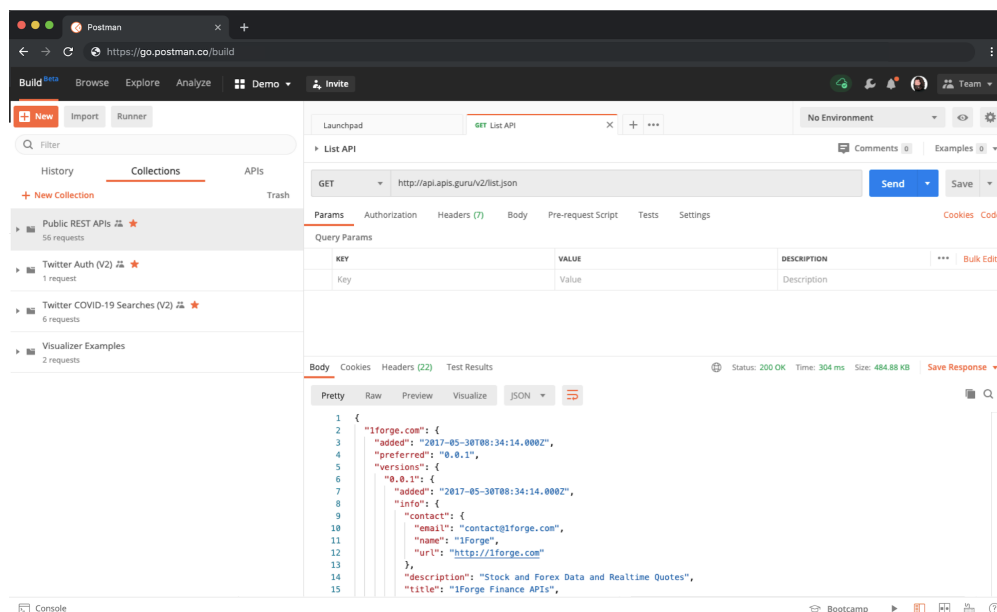 Postman
https://go.postman.co/build
Build Beta Browse Explore Analyze Demo Invite Team
New Import Runner
Launchpad GET List API No Environment
Filter
List API Comments 0 Examples 0
History Collections APIs
GET http://api.apis.guru/v2/list.json Send Save
+ New Collection Trash
Params Authorization Headers (7) Body Pre-request Script Tests Settings Cookies Code
Public REST APIs
56 requests
Query Params
KEY VALUE DESCRIPTION Bulk Edit
Key Value Description
Twitter Auth (V2)
1 request
Twitter COVID-19 Searches (V2)
6 requests
Visualizer Examples
2 requests
Body Cookies Headers (22) Test Results Status: 200 OK Time: 304 ms Size: 484.88 KB Save Response
Pretty Raw Preview Visualize JSON
1 {
2 "1forge.com": {
3 "added": "2017-05-30T08:34:14.000Z",
4 "preferred": "0.0.1",
5 "versions": {
6 "0.0.1": {
7 "added": "2017-05-30T08:34:14.000Z",
8 "info": {
9 "contact": {
10 "email": "contact@1forge.com",
11 "name": "1Forge",
12 "url": "http://1forge.com"
13 },
14 "description": "Stock and Forex Data and Realtime Quotes",
15 "title": "1Forge Finance APIs",
Console Bootcamp